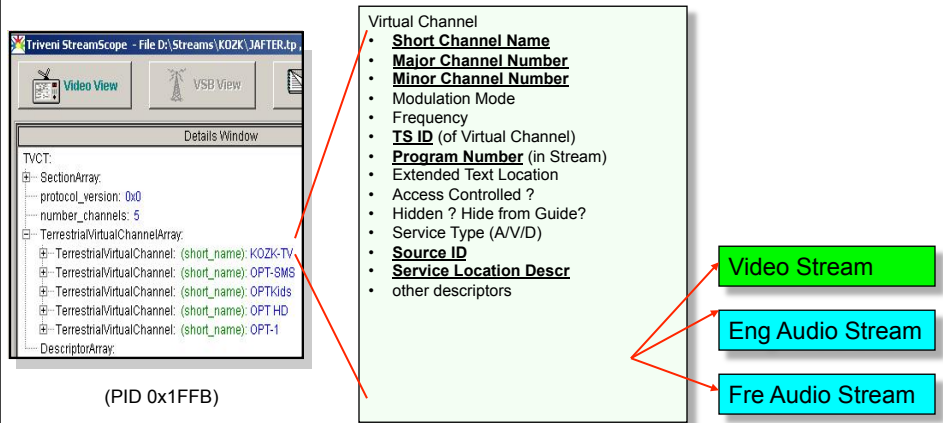 Triveni StreamScope - File D:\Streams\KOZK\JAFTER.tp ,
Video View
VSB View
Details Window
TVCT:
SectionArray:
protocol_version: 0x0
number_channels: 5
TerrestrialVirtualChannelArray:
TerrestrialVirtualChannel: (short_name): KOZK-TV
TerrestrialVirtualChannel: (short_name): OPT-SMS
TerrestrialVirtualChannel: (short_name): OPTKids
TerrestrialVirtualChannel: (short_name): OPT HD
TerrestrialVirtualChannel: (short_name): OPT-1
DescriptorArray:
(PID 0x1FFB)
Virtual Channel
• Short Channel Name
• Major Channel Number
• Minor Channel Number
• Modulation Mode
• Frequency
• TS ID (of Virtual Channel)
• Program Number (in Stream)
• Extended Text Location
• Access Controlled ?
• Hidden ? Hide from Guide?
• Service Type (A/V/D)
• Source ID
• Service Location Descr
• other descriptors
Video Stream
Eng Audio Stream
Fre Audio Stream